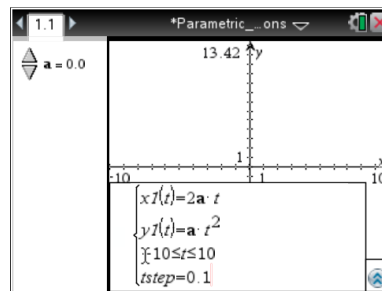 1.1 *Parametric_...ons
a = 0.0
13.42 y
1
x
-10 1 10
x1(t)=2a·t
y1(t)=a·t²
-10≤t≤10
tstep=0.1